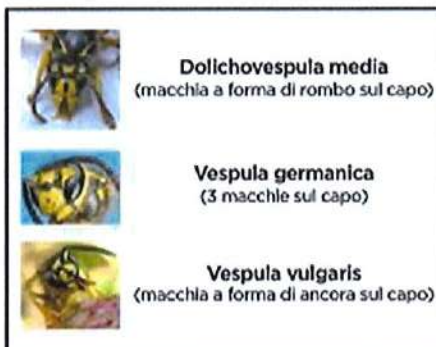 Dolichovespula media
(macchia a forma di rombo sul capo)
Vespula germanica
(3 macchie sul capo)
Vespula vulgaris
(macchia a forma di ancora sul capo)